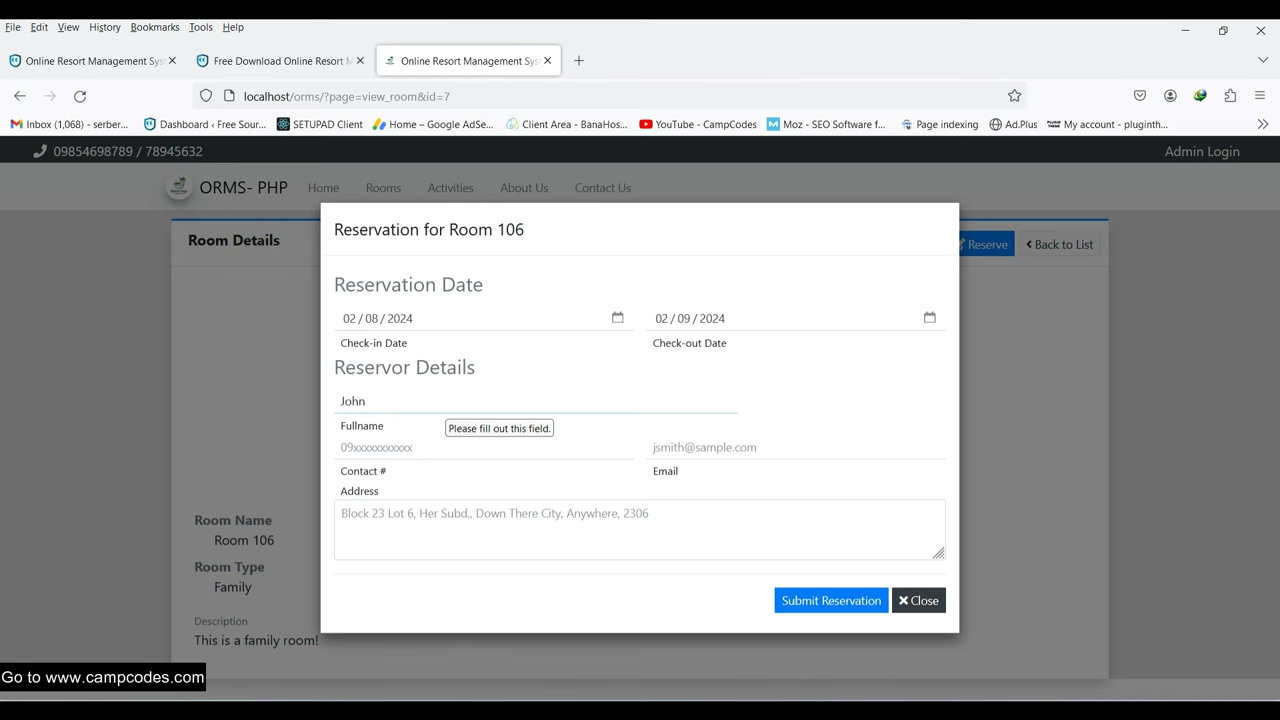 File Edit View History Bookmarks Tools Help
Online Resort Management Sys
Free Download Online Resort M
Online Resort Management Sys
localhost/orms/?page=view_room&id=7
Inbox (1,068) - serber... Dashboard ‹ Free Sour... SETUPAD Client Home – Google AdSe... Client Area - BanaHos... YouTube - CampCodes Moz - SEO Software f... Page indexing Ad.Plus My account - pluginth...
09854698789 / 78945632 Admin Login
ORMS- PHP Home Rooms Activities About Us Contact Us
Room Details
Reserve Back to List
Reservation for Room 106
Reservation Date
02 / 08 / 2024 02 / 09 / 2024
Check-in Date Check-out Date
Reservor Details
John
Fullname
Please fill out this field.
09xxxxxxxxxxx jsmith@sample.com
Contact # Email
Address
Block 23 Lot 6, Her Subd., Down There City, Anywhere, 2306
Submit Reservation Close
Room Name
Room 106
Room Type
Family
Description
This is a family room!
Go to www.campcodes.com